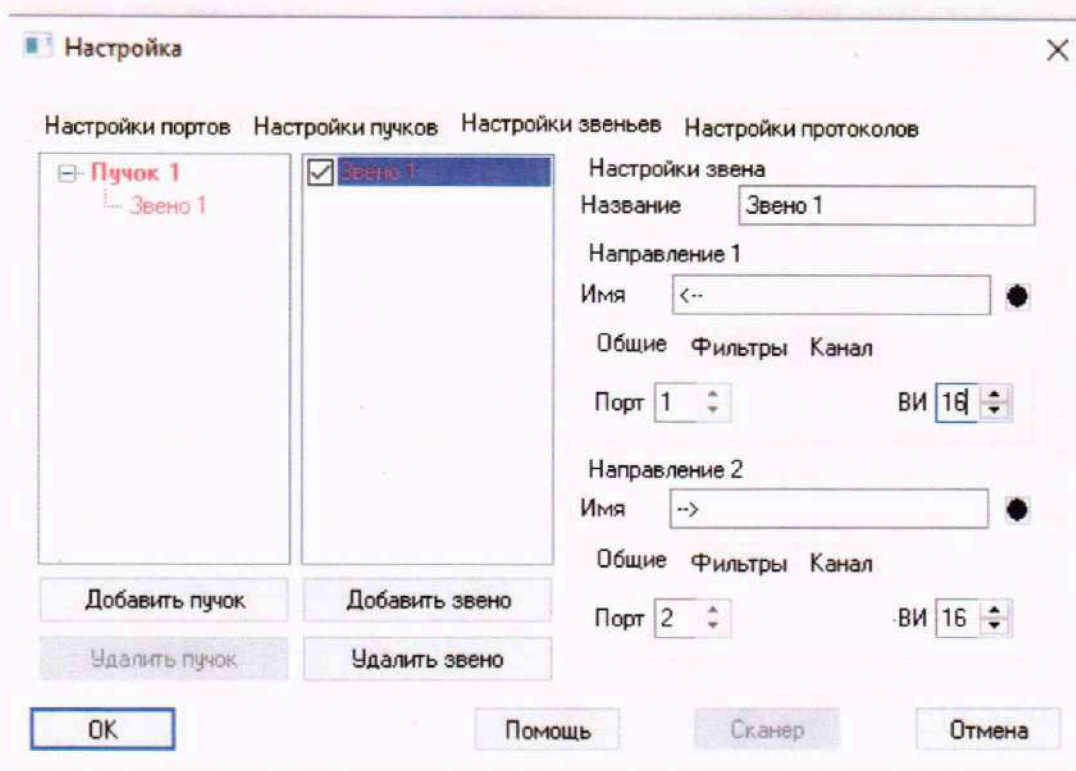 Настройка
Настройки портов Настройки пучков Настройки звеньев Настройки протоколов
Пучок 1
Звено 1
Звено 1
Настройки звена
Название Звено 1
Направление 1
Имя <--
Общие Фильтры Канал
Порт 1 ВИ 16
Направление 2
Имя -->
Общие Фильтры Канал
Порт 2 ВИ 16
Добавить пучок Добавить звено
Удалить пучок Удалить звено
OK Помощь Сканер Отмена